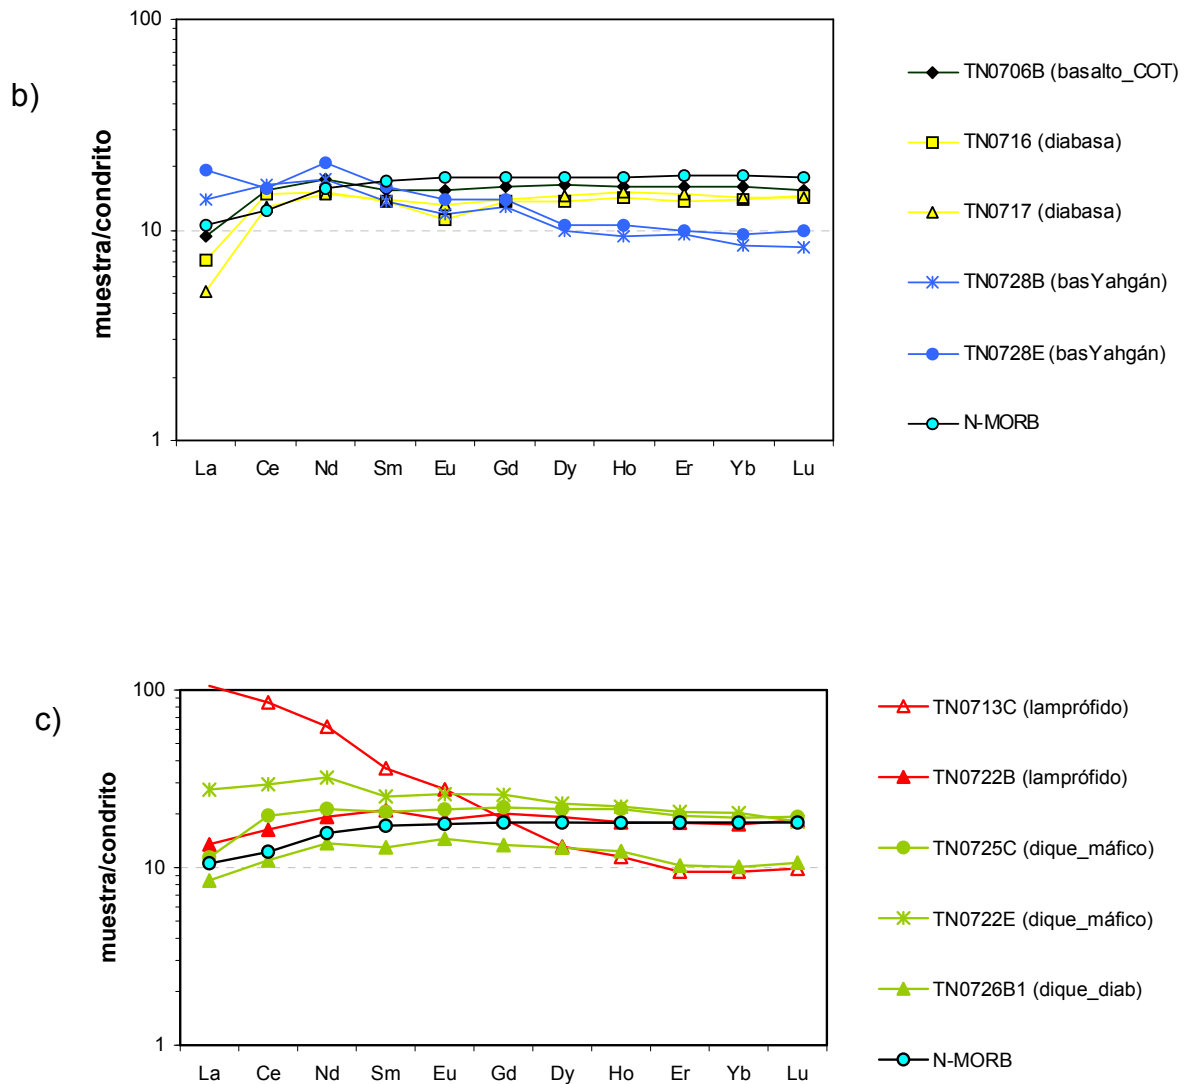 b)
muestra/condrito
100
10
1
La Ce Nd Sm Eu Gd Dy Ho Er Yb Lu
TN0706B (basalto_COT)
TN0716 (diabasa)
TN0717 (diabasa)
TN0728B (basYahgán)
TN0728E (basYahgán)
N-MORB
c)
muestra/condrito
100
10
1
La Ce Nd Sm Eu Gd Dy Ho Er Yb Lu
TN0713C (lamprófido)
TN0722B (lamprófido)
TN0725C (dique_máfico)
TN0722E (dique_máfico)
TN0726B1 (dique_diab)
N-MORB